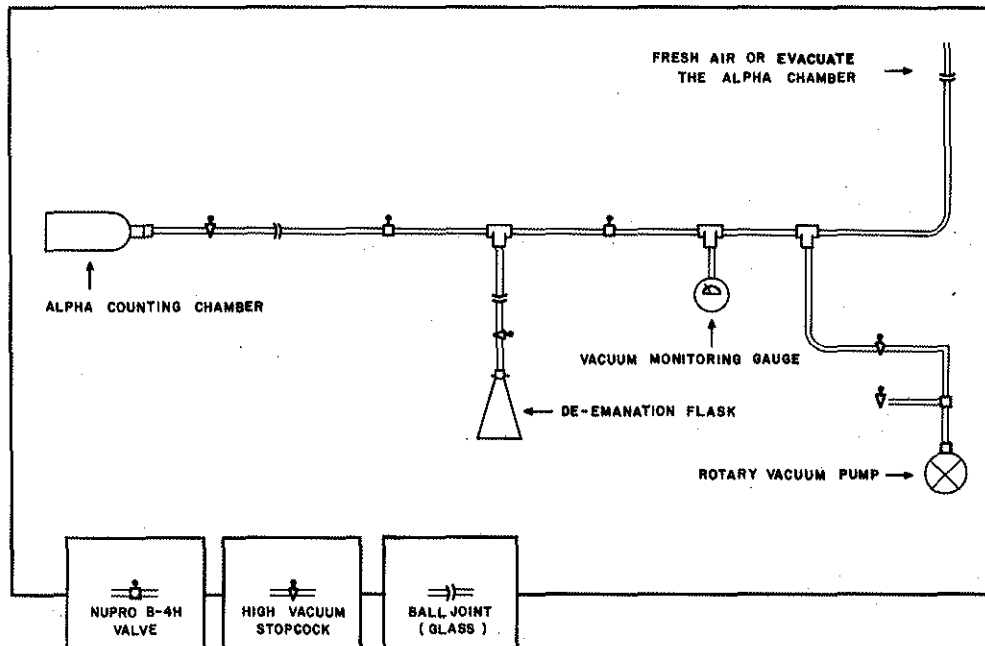 FRESH AIR OR EVACUATE
THE ALPHA CHAMBER
ALPHA COUNTING CHAMBER
VACUUM MONITORING GAUGE
DE-EMANATION FLASK
ROTARY VACUUM PUMP
NUPRO B-4H
VALVE
HIGH VACUUM
STOPCOCK
BALL JOINT
( GLASS )